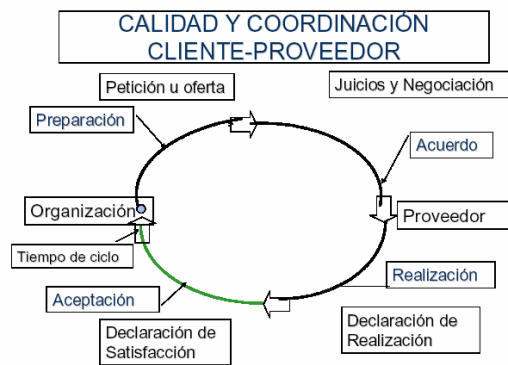 CALIDAD Y COORDINACIÓN
CLIENTE-PROVEEDOR
Petición u oferta
Juicios y Negociación
Preparación
Acuerdo
Organización
Proveedor
Tiempo de ciclo
Realización
Aceptación
Declaración de
Satisfacción
Declaración de
Realización